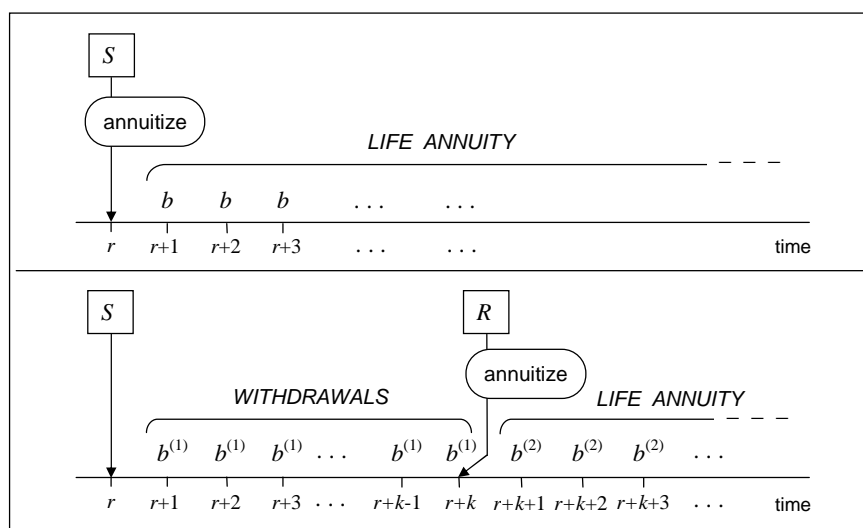 S
annuitize
LIFE ANNUITY
b b b . . . . . .
r r+1 r+2 r+3 . . . . . . time
S R
annuitize
WITHDRAWALS LIFE ANNUITY
b(1) b(1) b(1) . . . b(1) b(1) b(2) b(2) b(2) . . .
r r+1 r+2 r+3 . . . r+k-1 r+k r+k+1 r+k+2 r+k+3 . . . time